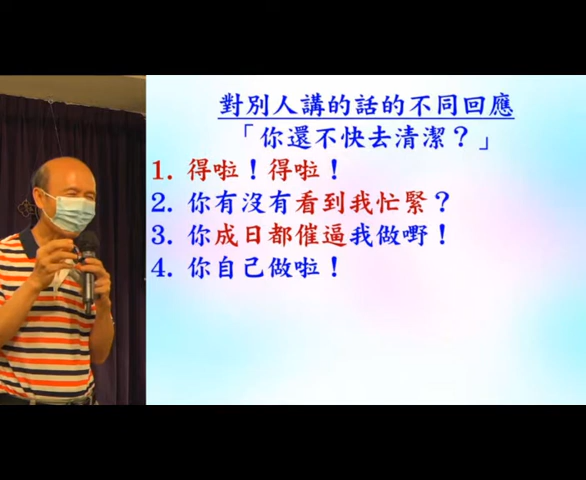 對別人講的話的不同回應
「你還不快去清潔？」
1. 得啦！得啦！
2. 你有沒有看到我忙緊？
3. 你成日都催逼我做嘢！
4. 你自己做啦！